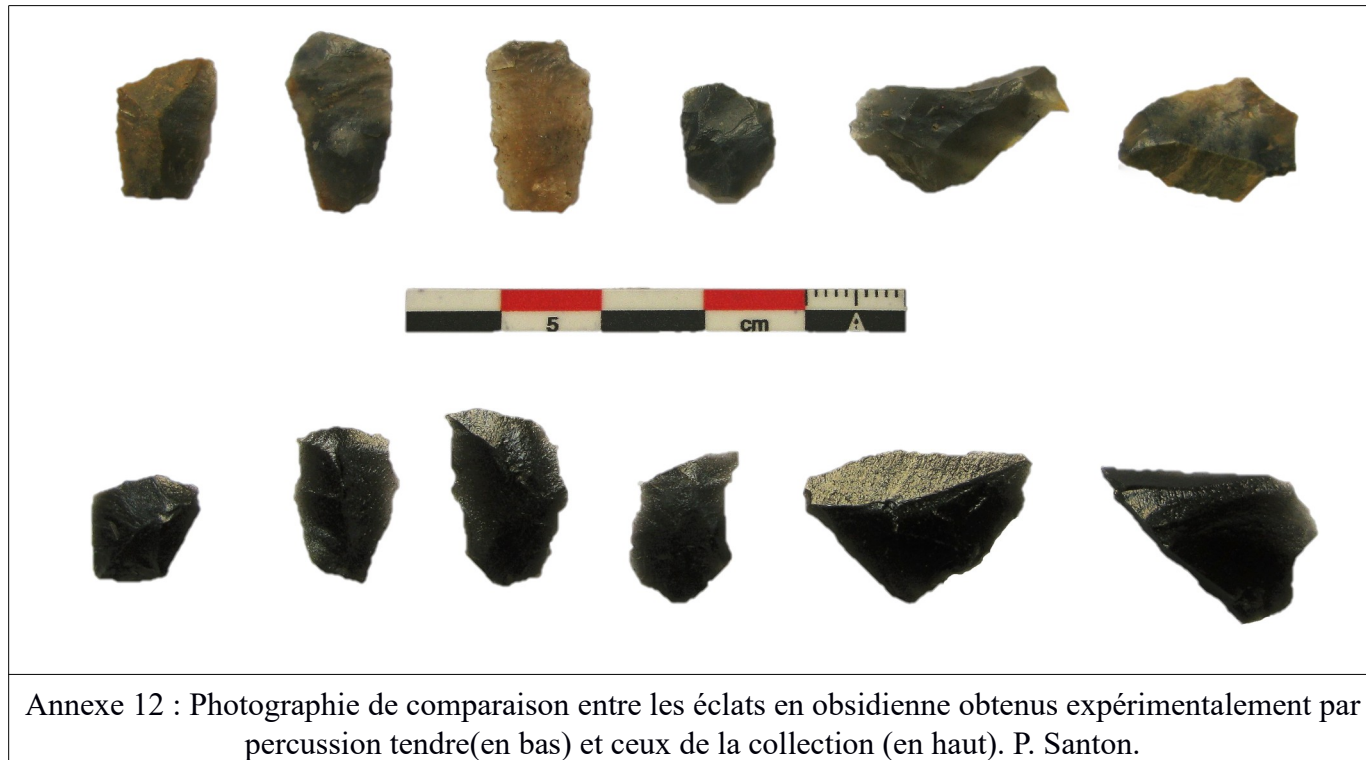 5 cm
Annexe 12 : Photographie de comparaison entre les éclats en obsidienne obtenus expérimentalement par
percussion tendre(en bas) et ceux de la collection (en haut). P. Santon.